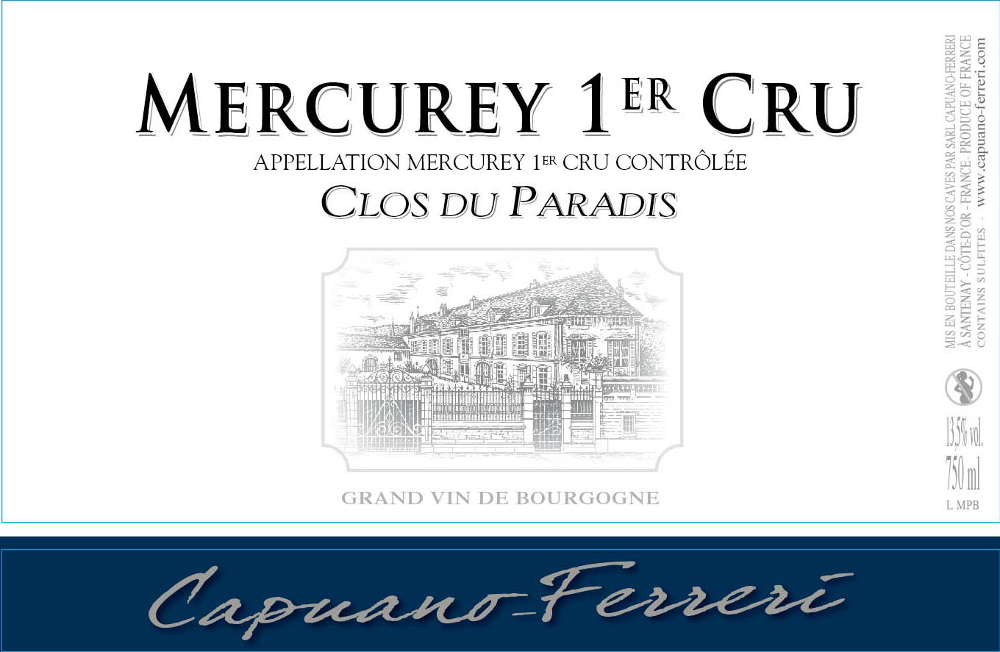 MERCUREY 1ER CRU
APPELLATION MERCUREY 1ER CRU CONTRÔLÉE
CLOS DU PARADIS
GRAND VIN DE BOURGOGNE
Capuano-Ferreri
MIS EN BOUTEILLE DANS NOS CAVES PAR SARL CAPUANO-FERRERI
À SANTENAY - CÔTE-D'OR - FRANCE - PRODUCE OF FRANCE
CONTAINS SULFITES - www.capuano-ferreri.com
13,5% vol.
750 ml
L MPB